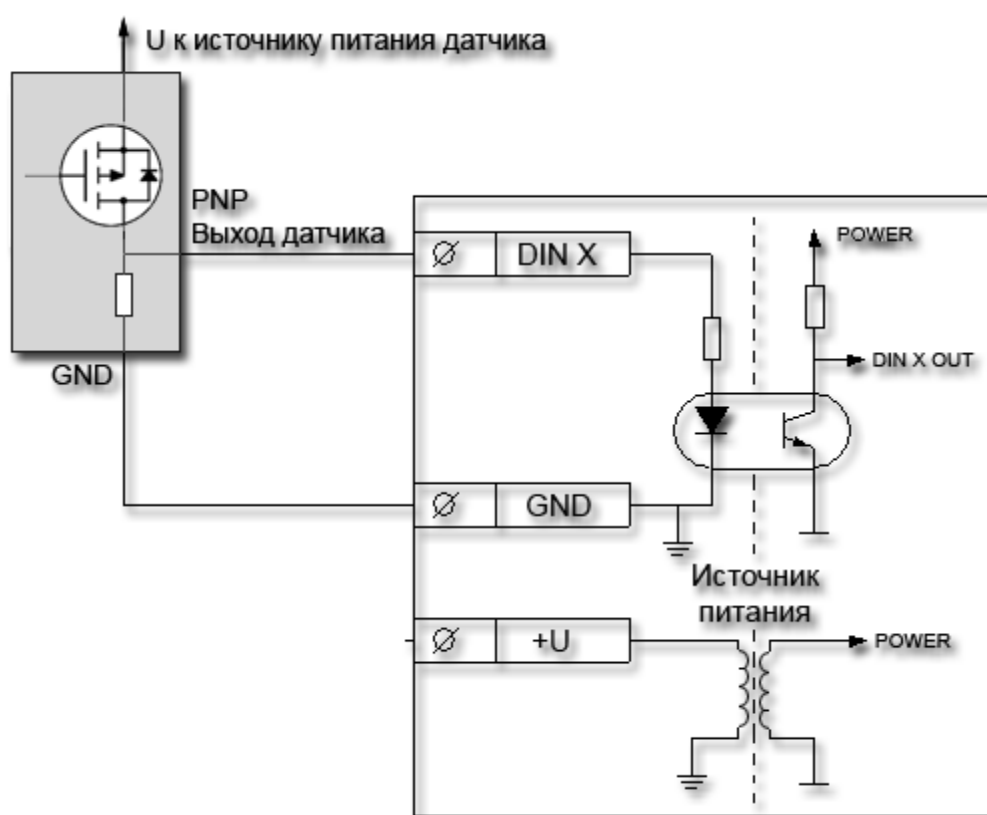 U к источнику питания датчика
PNP
Выход датчика
GND
DIN X
POWER
DIN X OUT
GND
Источник
питания
+U
POWER